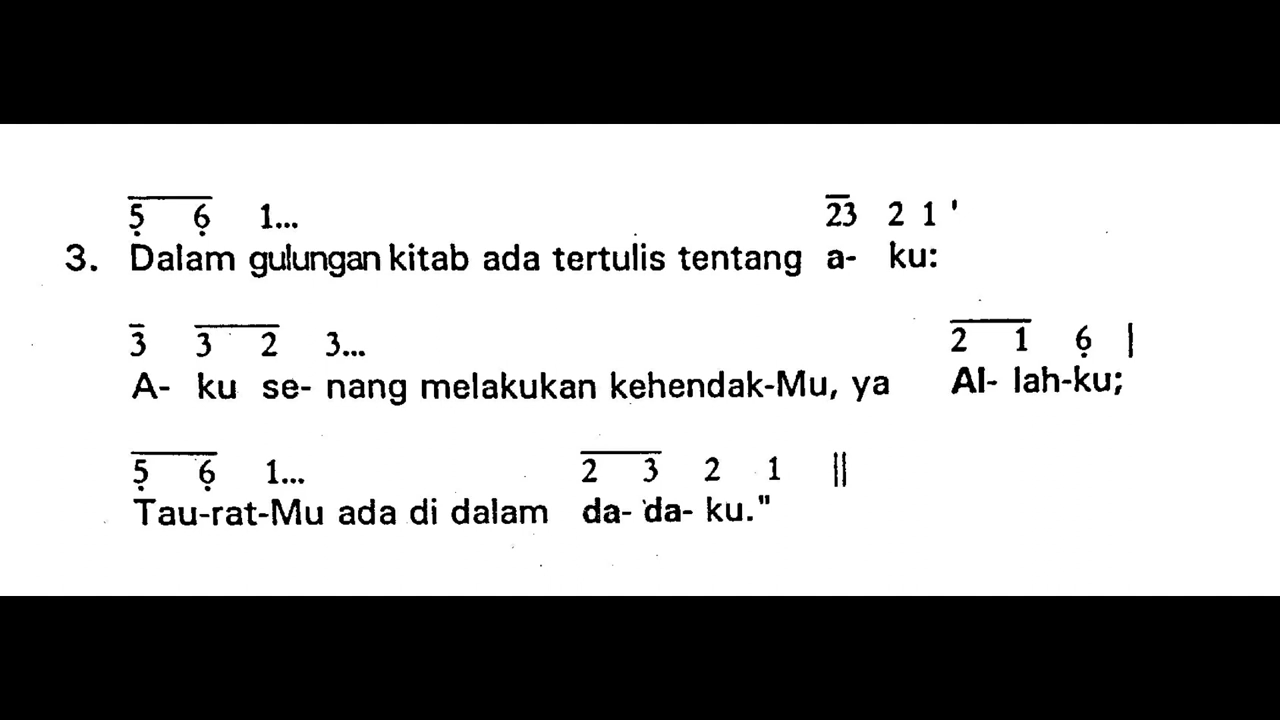 5̣ 6̣ 1... 23 2 1 '
3. Dalam gulungan kitab ada tertulis tentang a- ku:
3 3 2 3... 2 1 6̣ |
A- ku se- nang melakukan kehendak-Mu, ya Al- lah-ku;
5̣ 6̣ 1... 2 3 2 1 ||
Tau-rat-Mu ada di dalam da- da- ku."